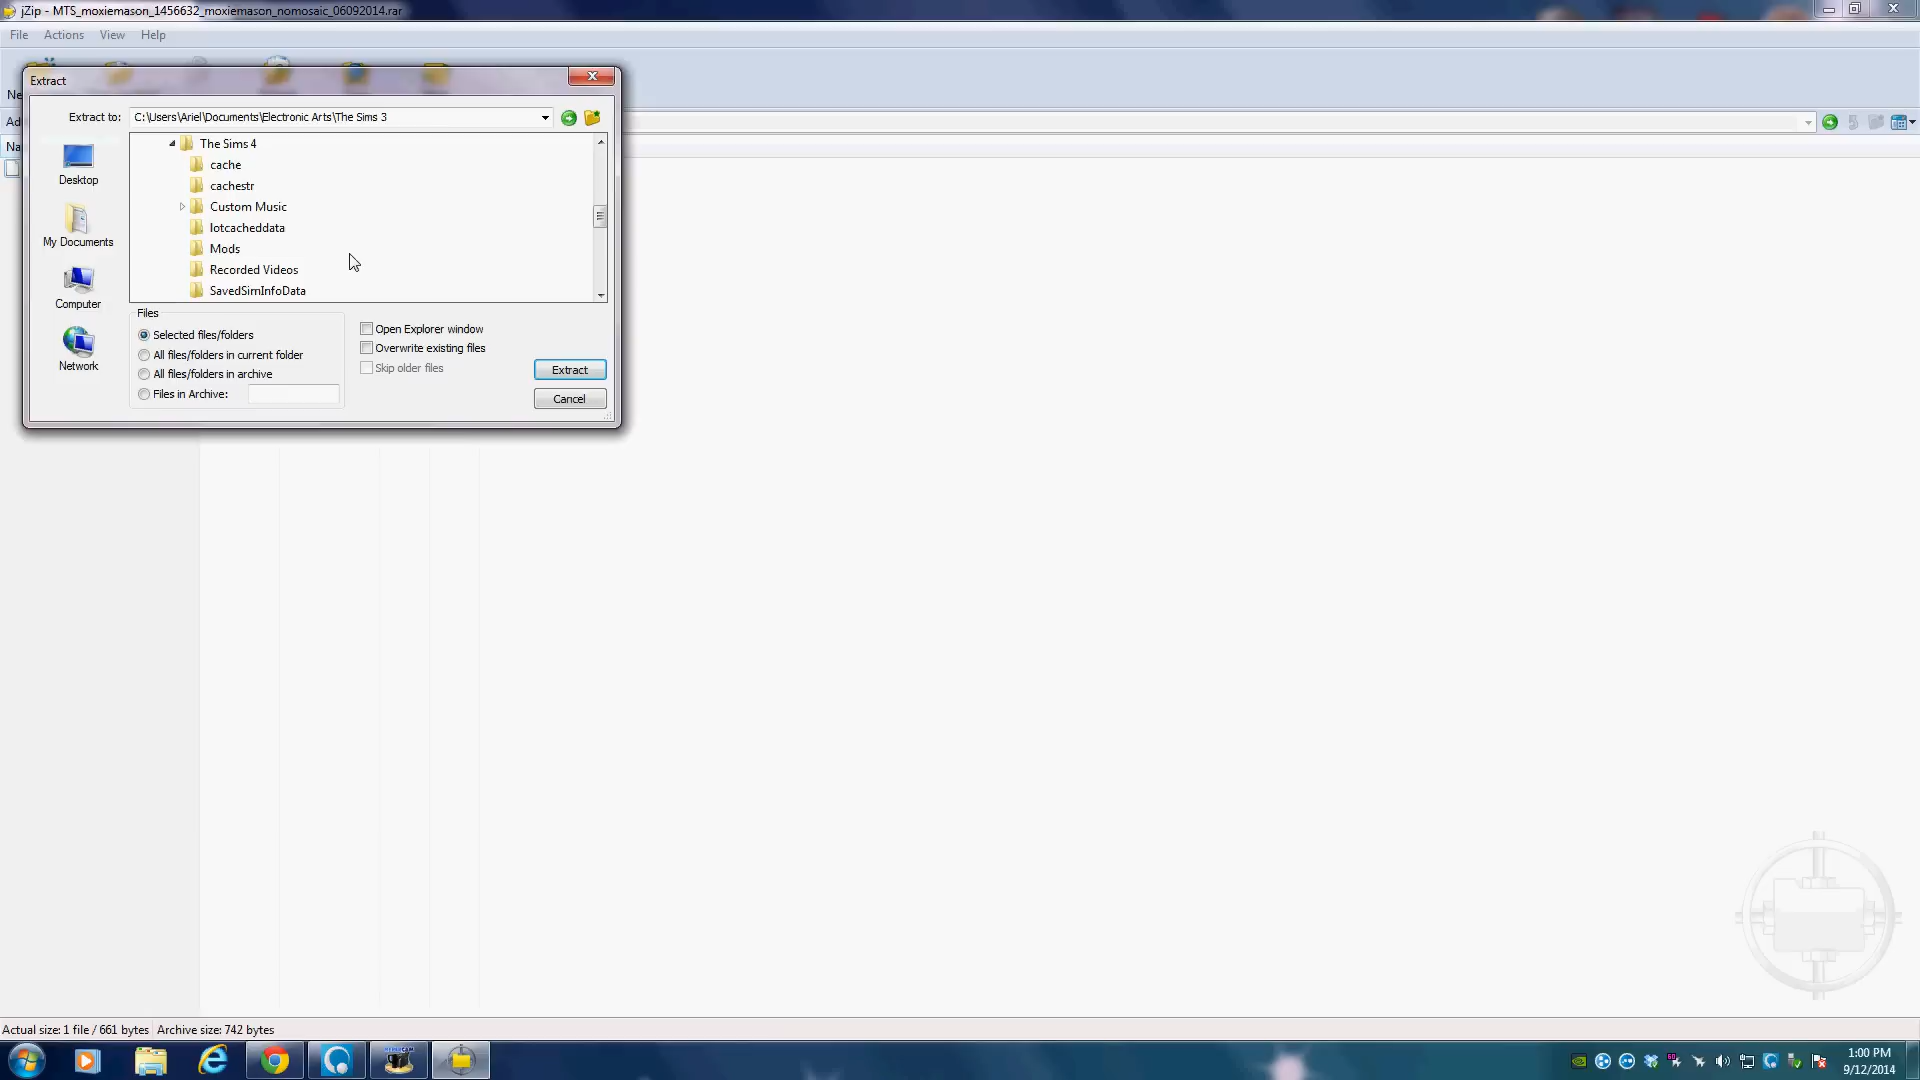 jZip - MTS_moxiemason_1456632_moxiemason_nomosaic_06092014.rar
File Actions View Help
Extract
Ne
Extract to: C:\Users\Ariel\Documents\Electronic Arts\The Sims 3
Ad
The Sims 4
Na
cache
Desktop
cachestr
Custom Music
lotcacheddata
My Documents
Mods
Recorded Videos
SavedSimInfoData
Computer
Files
Open Explorer window
Selected files/folders
Overwrite existing files
All files/folders in current folder
Network
Skip older files
Extract
All files/folders in archive
Files in Archive:
Cancel
Actual size: 1 file / 661 bytes Archive size: 742 bytes
1:00 PM
9/12/2014